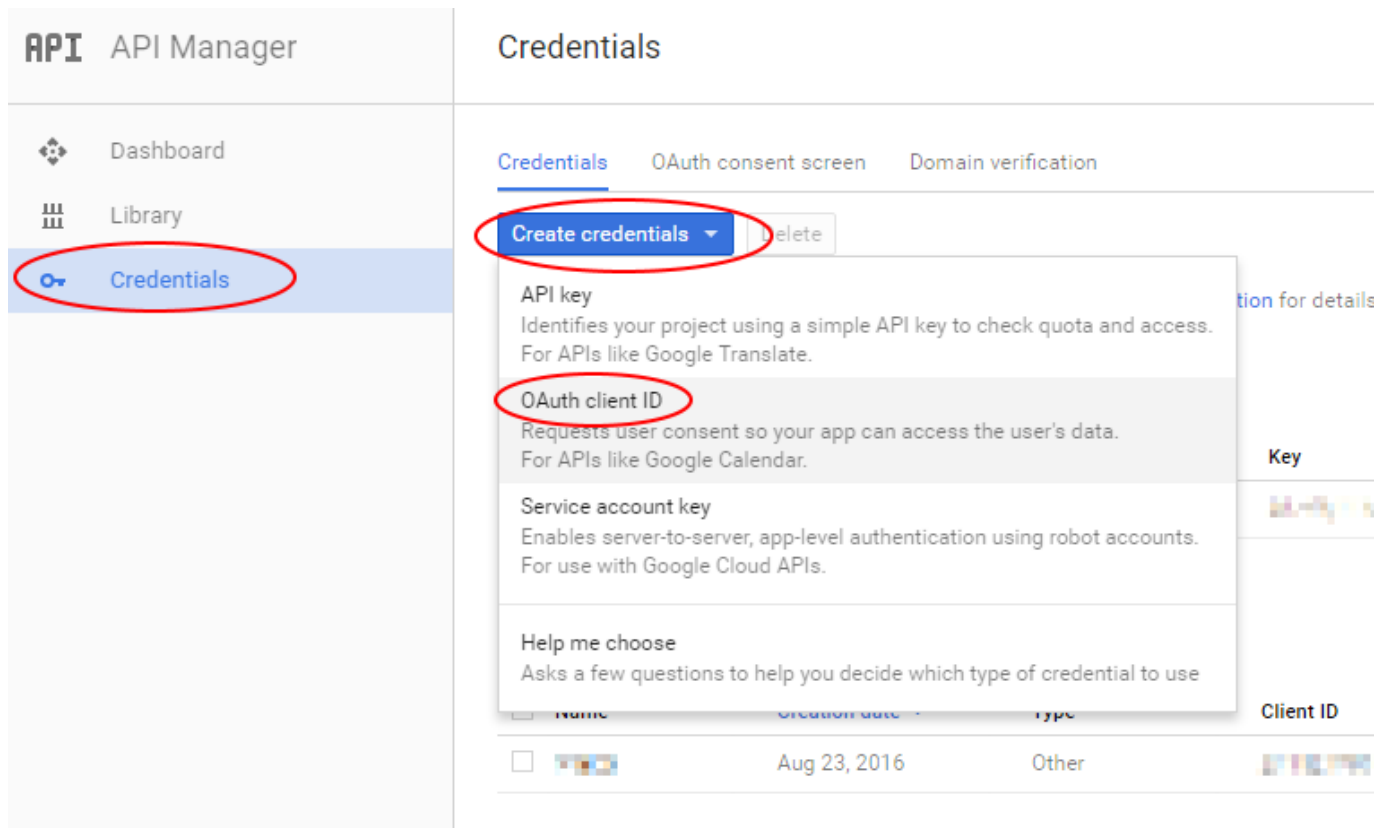 API API Manager
Credentials
Dashboard
Library
Credentials
Credentials OAuth consent screen Domain verification
Create credentials elete
API key
Identifies your project using a simple API key to check quota and access.
For APIs like Google Translate.
tion for details
OAuth client ID
Requests user consent so your app can access the user's data.
For APIs like Google Calendar.
Key
Service account key
Enables server-to-server, app-level authentication using robot accounts.
For use with Google Cloud APIs.
Help me choose
Asks a few questions to help you decide which type of credential to use
Name Creation date Type Client ID
Aug 23, 2016 Other